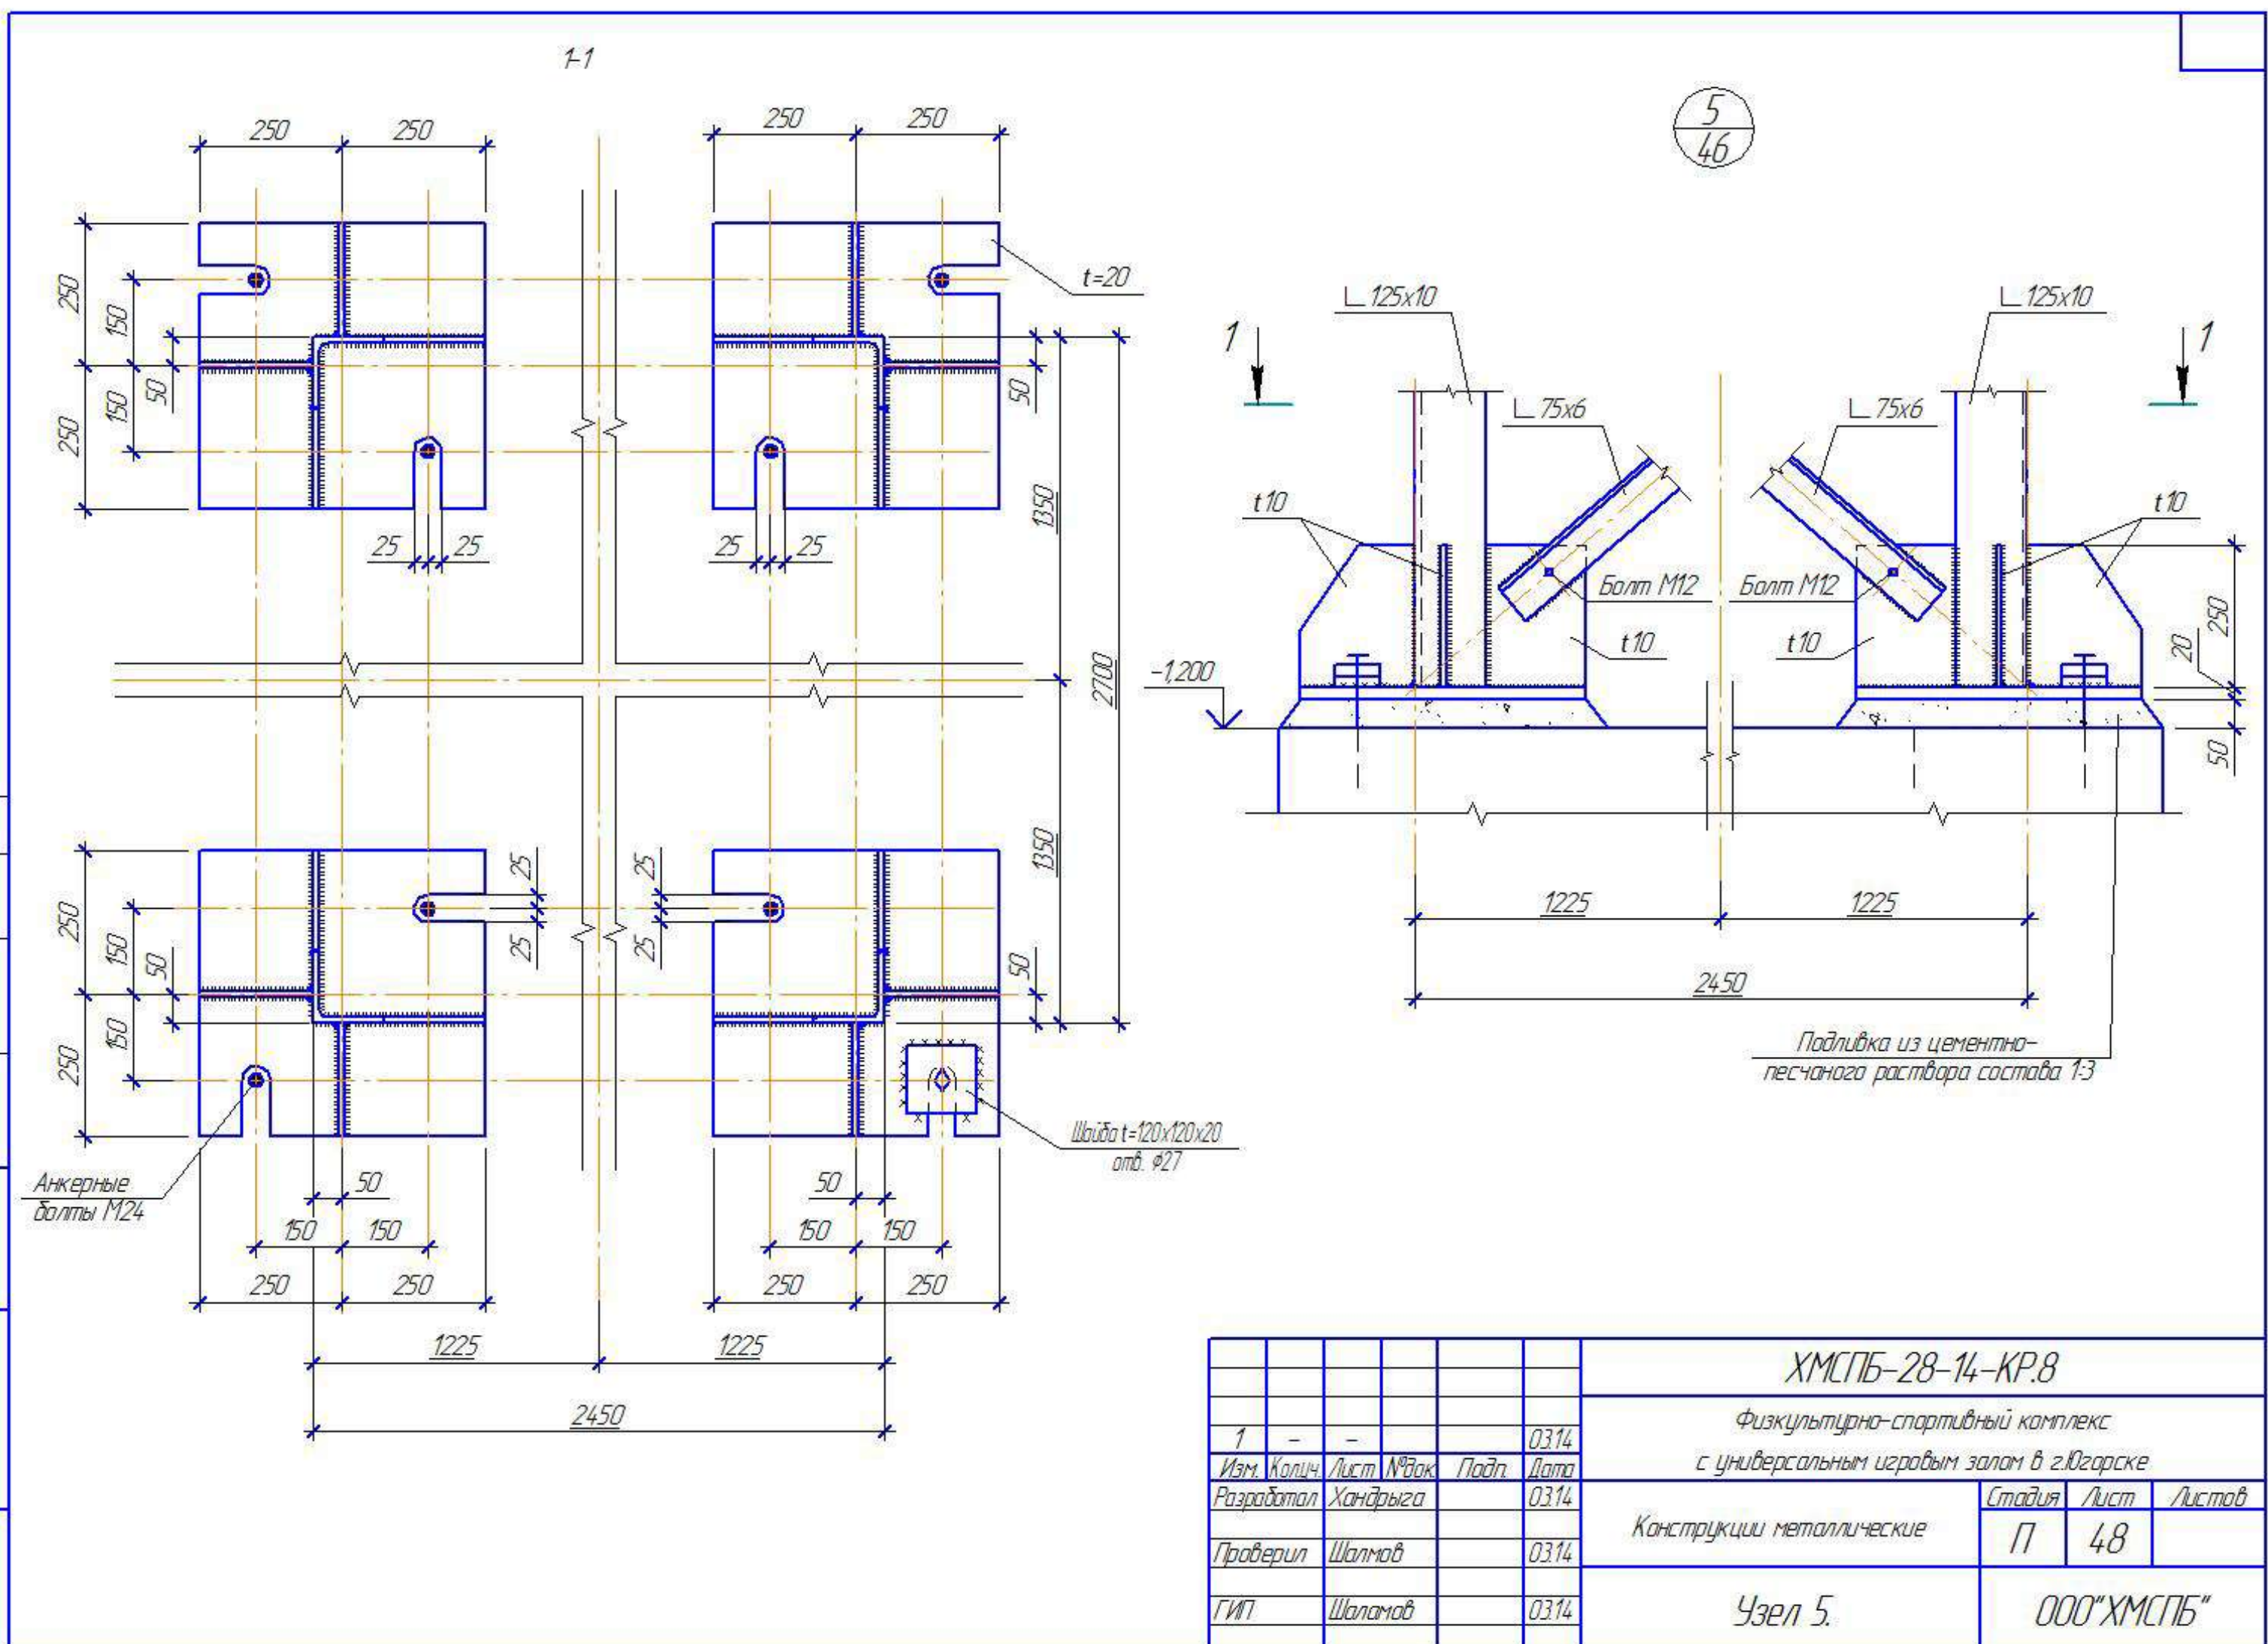 1-1
250
250
250
250
5
46
t=20
250
150
50
150
250
50
1350
25
25
25
25
2700
1350
25
25
25
25
250
150
50
150
250
50
Анкерные
болты М24
50
50
150
150
150
150
250
250
250
250
Шайба t=120x120x20
отв. ϕ27
1225
1225
2450
∟125x10
∟125x10
1
1
∟75x6
∟75x6
t10
t10
Болт М12
Болт М12
t10
t10
-1,200
250
20
50
1225
1225
2450
Подливка из цементно-
песчаного раствора состава 1:3
ХМСПБ-28-14-КР.8
Физкультурно-спортивный комплекс
с универсальным игровым залом в г.Югорске
1 - - 03.14
Изм. Колич. Лист №док Подп. Дата
Разработал Хандрыга 03.14
Проверил Шалмов 03.14
ГИП Шаламов 03.14
Конструкции металлические
Стадия Лист Листов
П 48
Узел 5.
ООО"ХМСПБ"